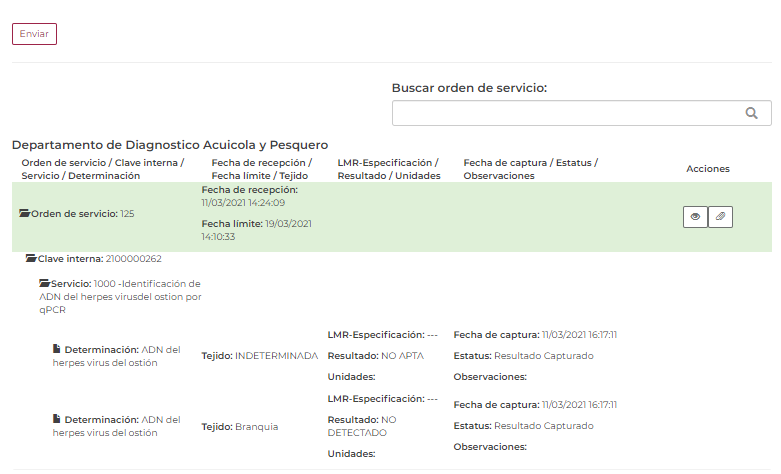 Enviar
Buscar orden de servicio:
Departamento de Diagnostico Acuicola y Pesquero
Orden de servicio / Clave interna /
Servicio / Determinación
Fecha de recepción /
Fecha límite / Tejido
LMR-Especificación /
Resultado / Unidades
Fecha de captura / Estatus /
Observaciones
Acciones
Orden de servicio: 125
Fecha de recepción:
11/03/2021 14:24:09
Fecha límite: 19/03/2021
14:10:33
Clave interna: 2100000262
Servicio: 1000 -Identificación de
ADN del herpes virusdel ostion por
qPCR
Determinación: ADN del
herpes virus del ostión
Tejido: INDETERMINADA
LMR-Especificación: ---
Resultado: NO APTA
Unidades:
Fecha de captura: 11/03/2021 16:17:11
Estatus: Resultado Capturado
Observaciones:
Determinación: ADN del
herpes virus del ostión
Tejido: Branquia
LMR-Especificación: ---
Resultado: NO
DETECTADO
Unidades:
Fecha de captura: 11/03/2021 16:17:11
Estatus: Resultado Capturado
Observaciones: